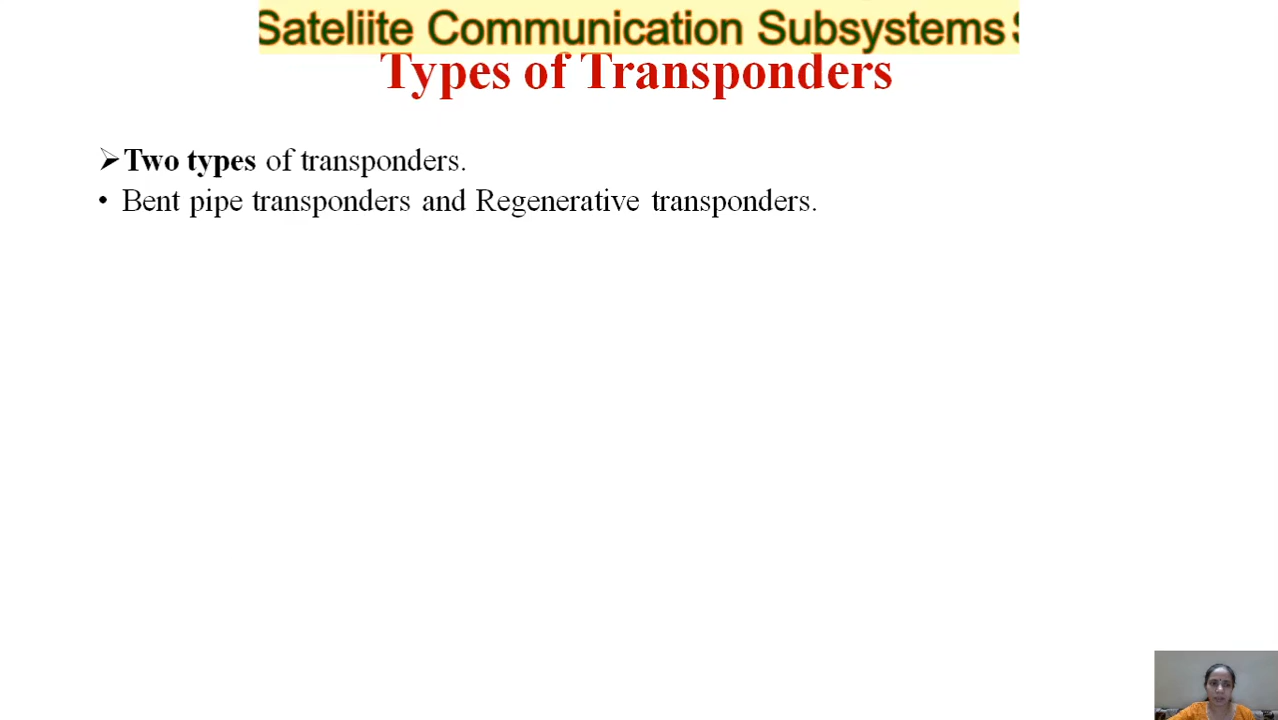 Sateliite Communication Subsystems S
Types of Transponders
➢Two types of transponders.
• Bent pipe transponders and Regenerative transponders.